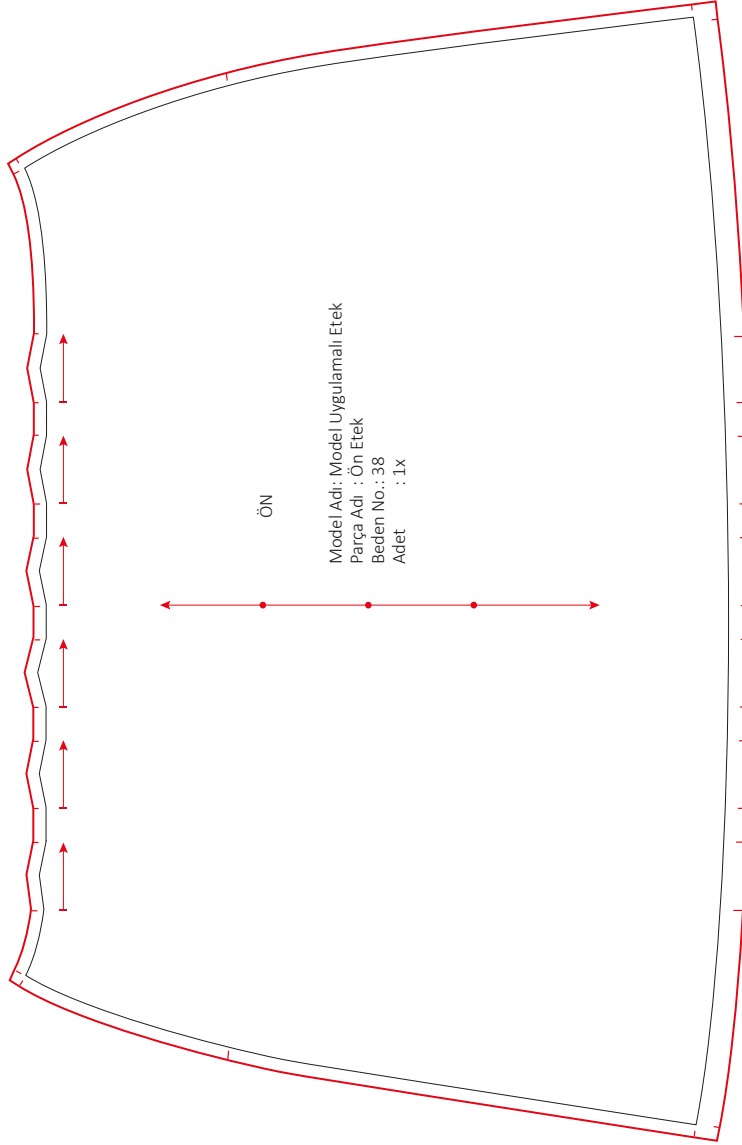 ÖN
Model Adı: Model Uygulamalı Etek
Parça Adı : Ön Etek
Beden No.: 38
Adet : 1x